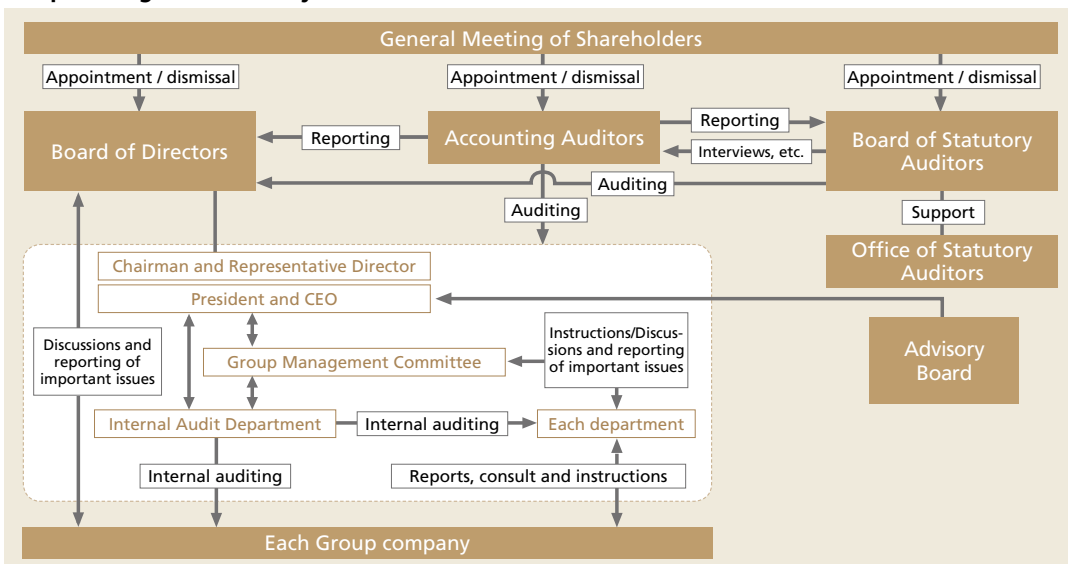 General Meeting of Shareholders
Appointment / dismissal
Appointment / dismissal
Appointment / dismissal
Board of Directors
Reporting
Accounting Auditors
Reporting
Interviews, etc.
Board of Statutory
Auditors
Auditing
Auditing
Support
Office of Statutory
Auditors
Chairman and Representative Director
President and CEO
Discussions and
reporting of
important issues
Group Management Committee
Instructions/Discus-
sions and reporting
of important issues
Advisory
Board
Internal Audit Department
Internal auditing
Each department
Internal auditing
Reports, consult and instructions
Each Group company